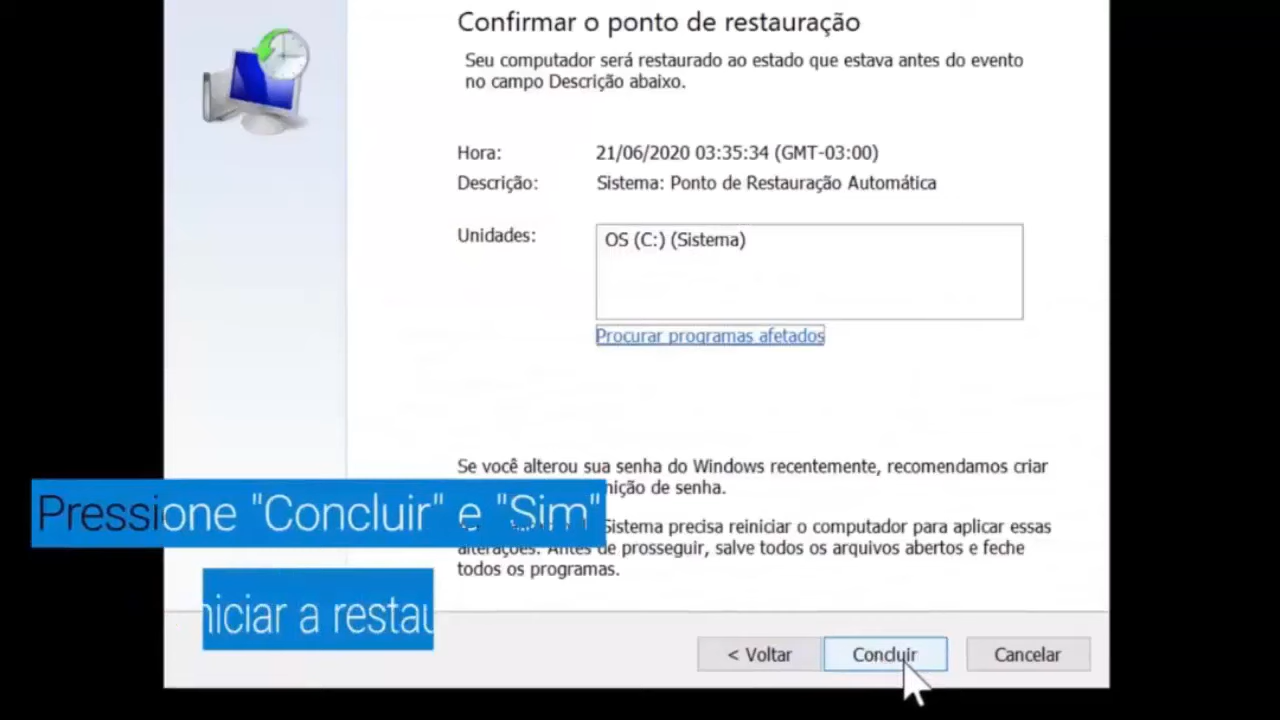 Confirmar o ponto de restauração
Seu computador será restaurado ao estado que estava antes do evento
no campo Descrição abaixo.
Hora: 21/06/2020 03:35:34 (GMT-03:00)
Descrição: Sistema: Ponto de Restauração Automática
Unidades: OS (C:) (Sistema)
Procurar programas afetados
Se você alterou sua senha do Windows recentemente, recomendamos criar
nição de senha.
Pressione "Concluir" e "Sim"
Sistema precisa reiniciar o computador para aplicar essas
alterações. Antes de prosseguir, salve todos os arquivos abertos e feche
todos os programas.
niciar a restau
< Voltar Concluir Cancelar